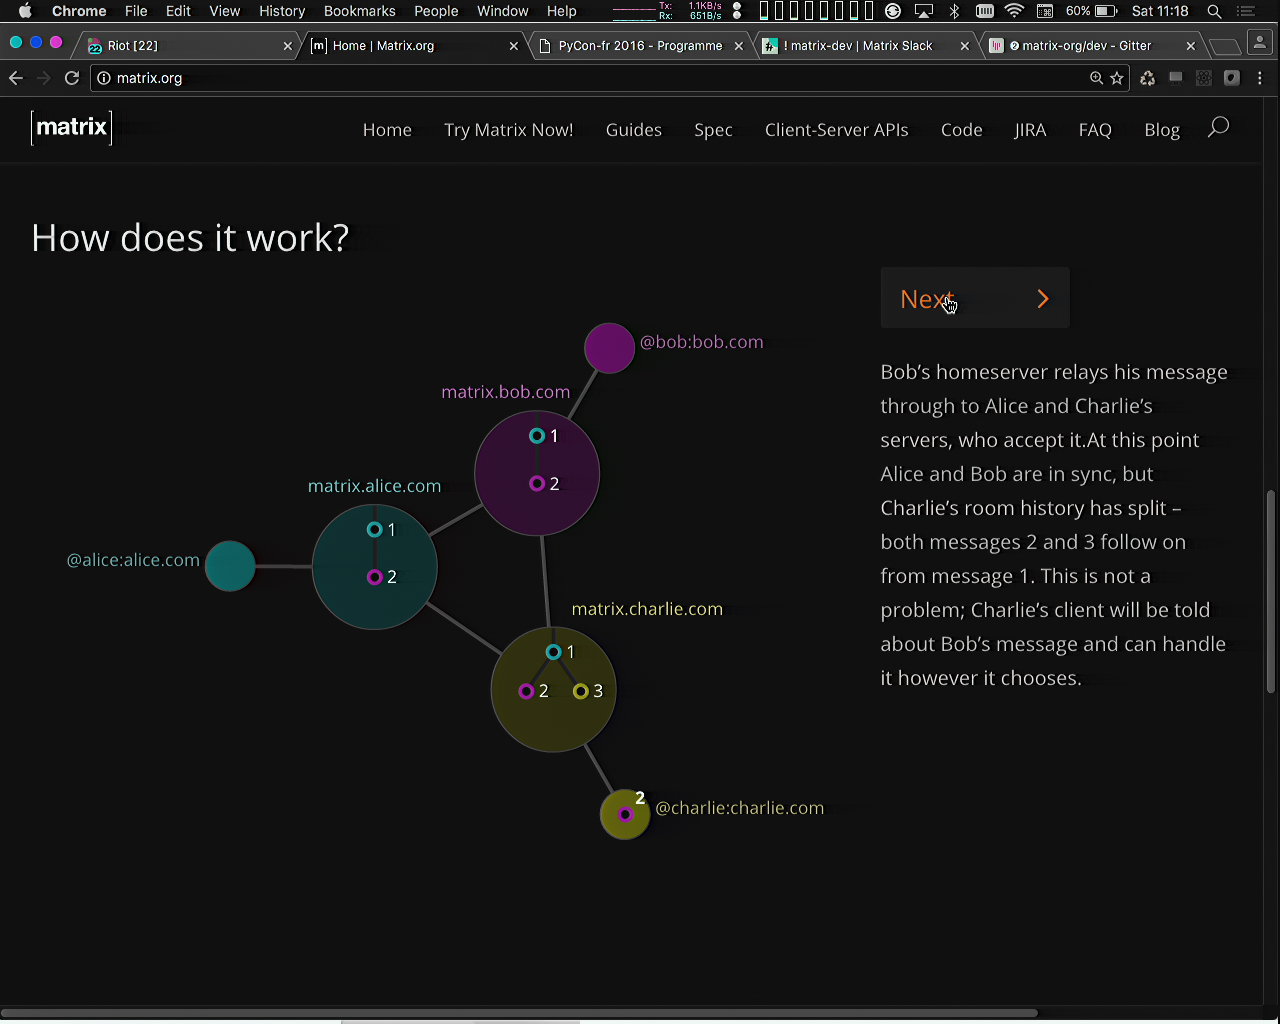 Chrome File Edit View History Bookmarks People Window Help Tx: 1.1KB/s Rx: 651B/s 60% Sat 11:18
Riot [22] Home | Matrix.org PyCon-fr 2016 - Programme ! matrix-dev | Matrix Slack ❷ matrix-org/dev - Gitter
matrix.org
[matrix] Home Try Matrix Now! Guides Spec Client-Server APIs Code JIRA FAQ Blog
How does it work?
Next
@bob:bob.com
matrix.bob.com
1
2
matrix.alice.com
1
2
@alice:alice.com
matrix.charlie.com
1
2 3
2
@charlie:charlie.com
Bob’s homeserver relays his message
through to Alice and Charlie’s
servers, who accept it.At this point
Alice and Bob are in sync, but
Charlie’s room history has split –
both messages 2 and 3 follow on
from message 1. This is not a
problem; Charlie’s client will be told
about Bob’s message and can handle
it however it chooses.